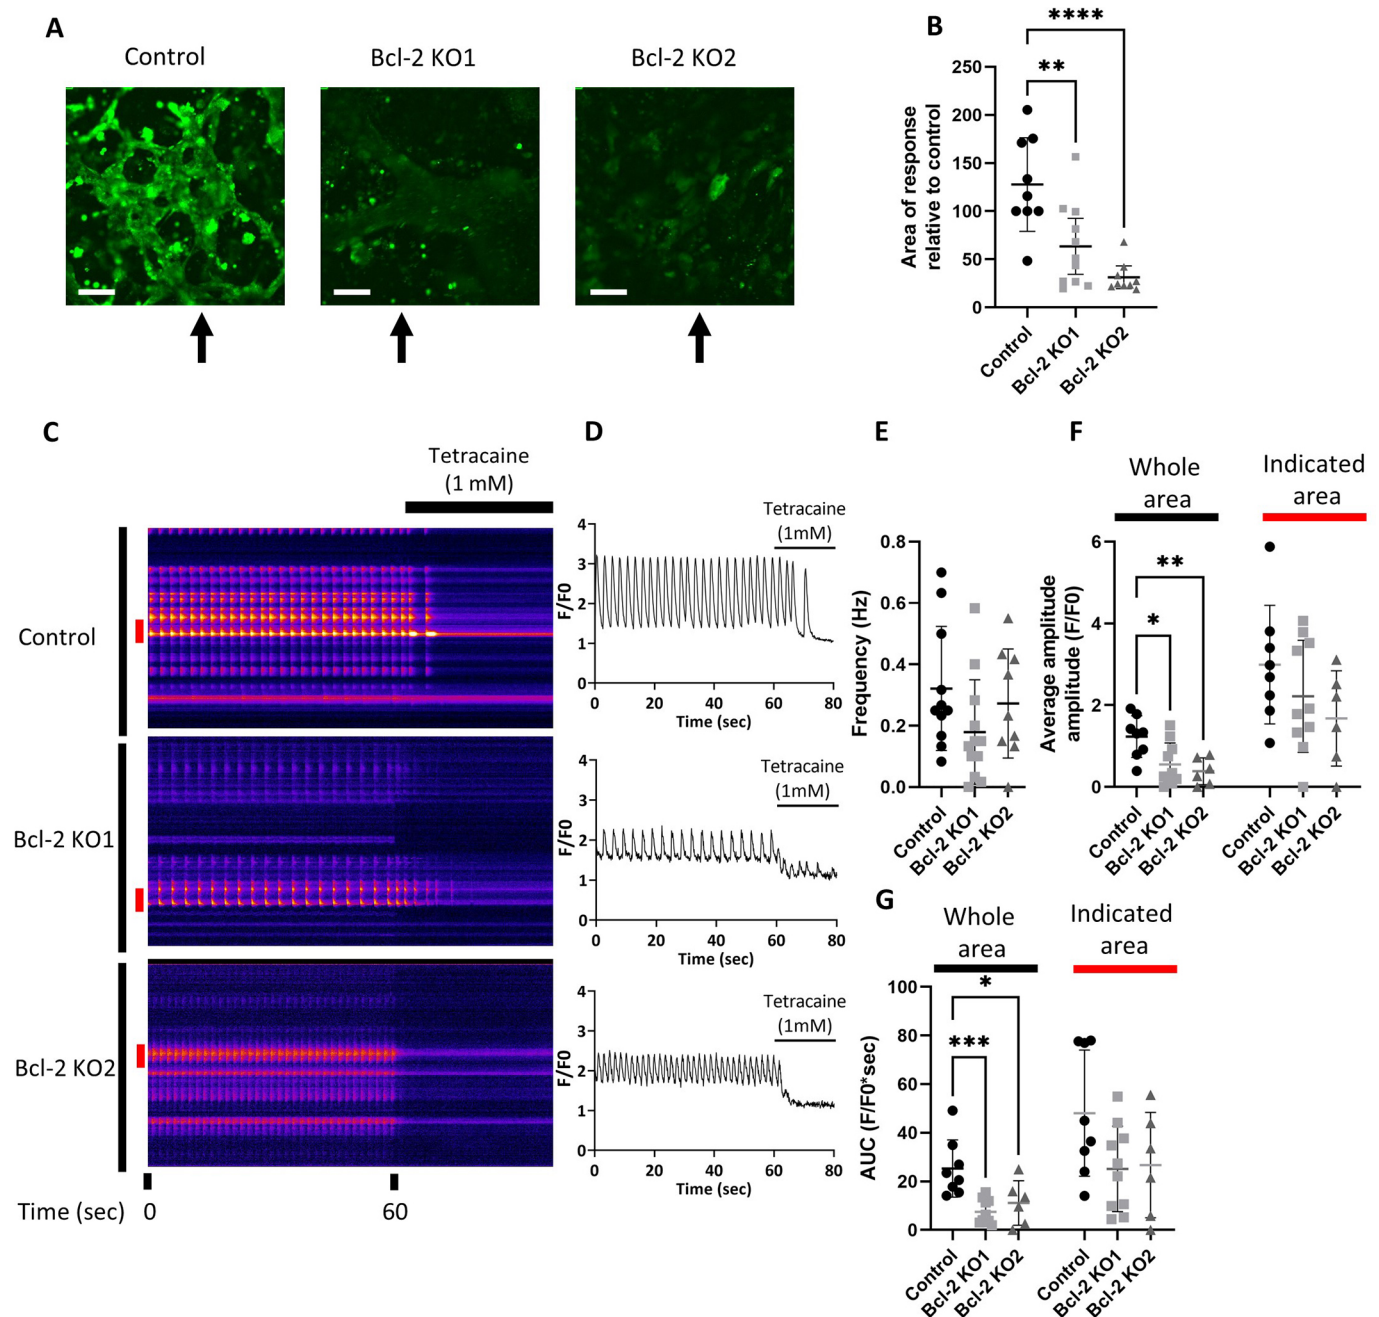 A
Control
Bcl-2 KO1
Bcl-2 KO2
B
****
**
250
200
150
100
50
0
Area of response
relative to control
Control
Bcl-2 KO1
Bcl-2 KO2
C
Tetracaine
(1 mM)
Control
Bcl-2 KO1
Bcl-2 KO2
Time (sec)
0
60
D
Tetracaine
(1mM)
4
3
2
1
0
F/F0
0
20
40
60
80
Time (sec)
Tetracaine
(1mM)
4
3
2
1
0
F/F0
0
20
40
60
80
Time (sec)
Tetracaine
(1mM)
4
3
2
1
0
F/F0
0
20
40
60
80
Time (sec)
E
0.8
0.6
0.4
0.2
0.0
Frequency (Hz)
Control
Bcl-2 KO1
Bcl-2 KO2
F
Whole
area
Indicated
area
**
*
6
4
2
0
Average amplitude
amplitude (F/F0)
Control
Bcl-2 KO1
Bcl-2 KO2
Control
Bcl-2 KO1
Bcl-2 KO2
G
Whole
area
Indicated
area
*
***
100
80
60
40
20
0
AUC (F/F0*sec)
Control
Bcl-2 KO1
Bcl-2 KO2
Control
Bcl-2 KO1
Bcl-2 KO2